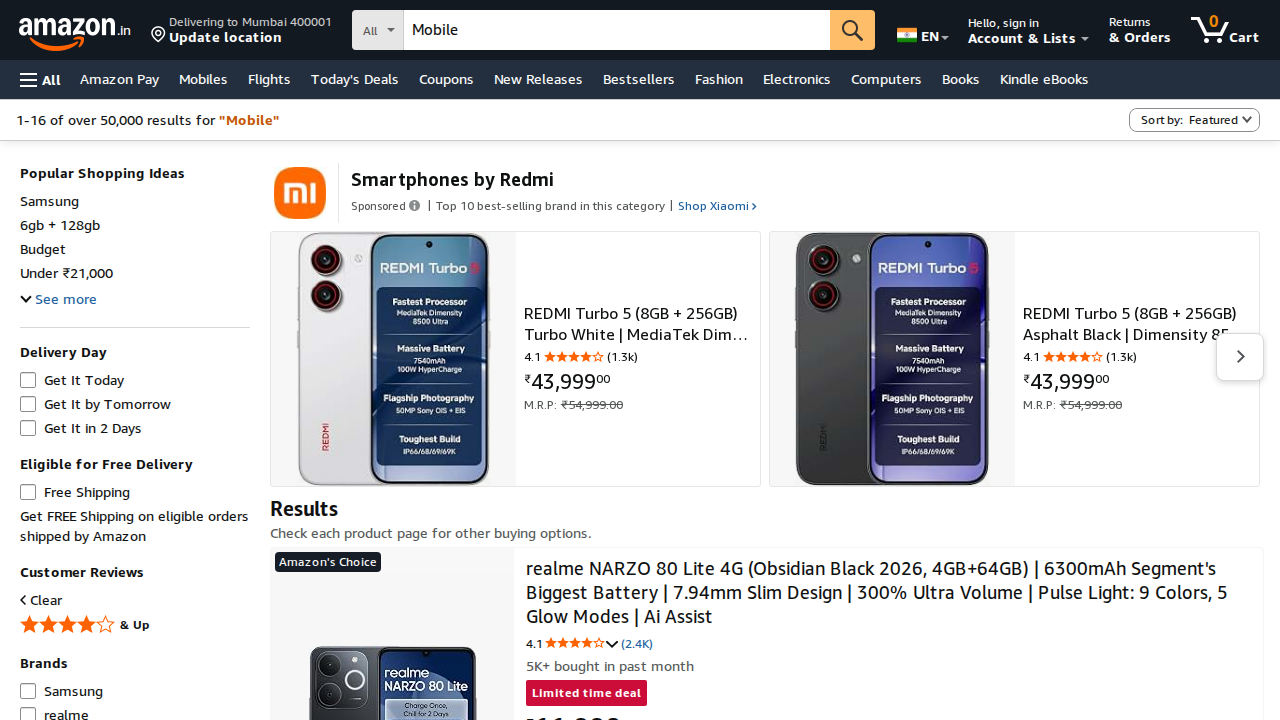 amazon.in
Delivering to Mumbai 400001
Update location
All
Mobile
EN
Hello, sign in
Account & Lists
Returns
& Orders
0
Cart
All
Amazon Pay
Mobiles
Flights
Today's Deals
Coupons
New Releases
Bestsellers
Fashion
Electronics
Computers
Books
Kindle eBooks
1-16 of over 50,000 results for "Mobile"
Sort by: Featured
Popular Shopping Ideas
Samsung
6gb + 128gb
Budget
Under ₹21,000
See more
Delivery Day
Get It Today
Get It by Tomorrow
Get It in 2 Days
Eligible for Free Delivery
Free Shipping
Get FREE Shipping on eligible orders
shipped by Amazon
Customer Reviews
Clear
& Up
Brands
Samsung
realme
Smartphones by Redmi
Sponsored | Top 10 best-selling brand in this category | Shop Xiaomi
REDMI Turbo 5
Fastest Processor
MediaTek Dimensity
8500 Ultra
Massive Battery
7540mAh
100W HyperCharge
Flagship Photography
50MP Sony OIS + EIS
Toughest Build
IP66/68/69/69K
REDMI
REDMI Turbo 5 (8GB + 256GB)
Turbo White | MediaTek Dim…
4.1 (1.3k)
₹43,99900
M.R.P: ₹54,999.00
REDMI Turbo 5
Fastest Processor
MediaTek Dimensity
8500 Ultra
Massive Battery
7540mAh
100W HyperCharge
Flagship Photography
50MP Sony OIS + EIS
Toughest Build
IP66/68/69/69K
REDMI
REDMI Turbo 5 (8GB + 256GB)
Asphalt Black | Dimensity 85
4.1 (1.3k)
₹43,99900
M.R.P: ₹54,999.00
Results
Check each product page for other buying options.
Amazon's Choice
realme
NARZO 80 Lite
Charge Once,
Chill for 2 Days
realme NARZO 80 Lite 4G (Obsidian Black 2026, 4GB+64GB) | 6300mAh Segment's
Biggest Battery | 7.94mm Slim Design | 300% Ultra Volume | Pulse Light: 9 Colors, 5
Glow Modes | Ai Assist
4.1 (2.4K)
5K+ bought in past month
Limited time deal